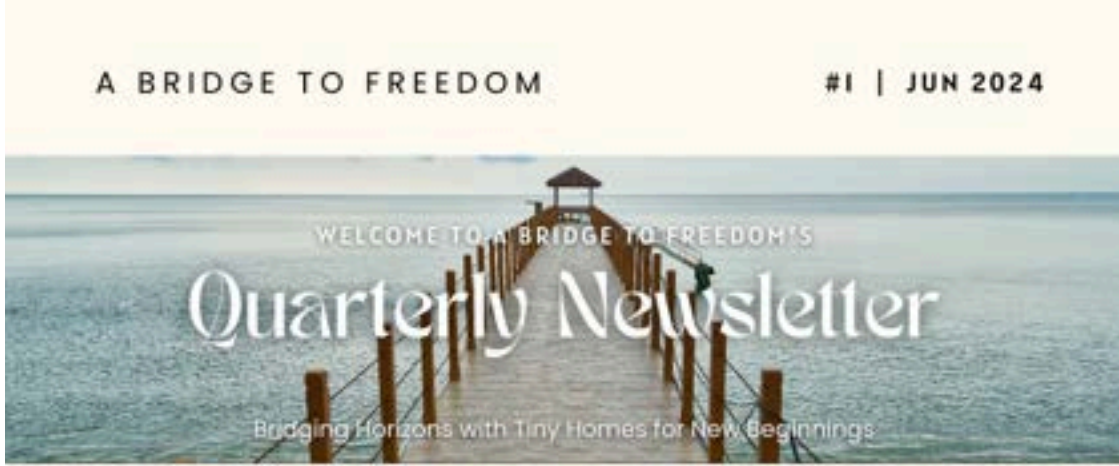 A BRIDGE TO FREEDOM
#1 | JUN 2024
WELCOME TO A BRIDGE TO FREEDOM'S
Quarterly Newsletter
Bridging Horizons with Tiny Homes for New Beginnings